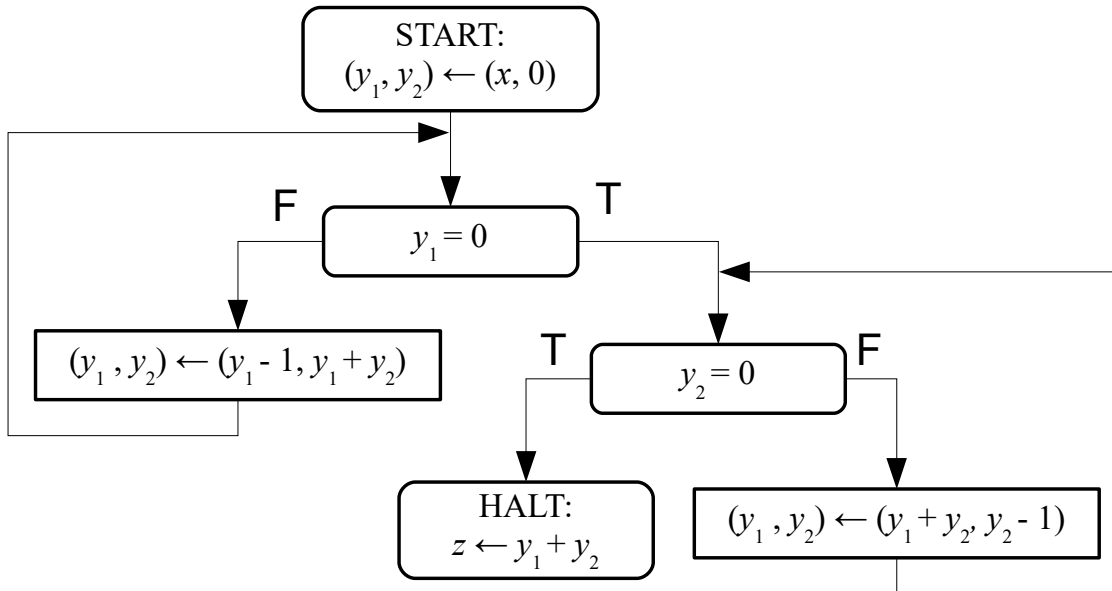 START:
(y₁, y₂) ← (x, 0)
F
T
y₁ = 0
(y₁ , y₂) ← (y₁ - 1, y₁ + y₂)
T
F
y₂ = 0
HALT:
z ← y₁ + y₂
(y₁ , y₂) ← (y₁ + y₂, y₂ - 1)